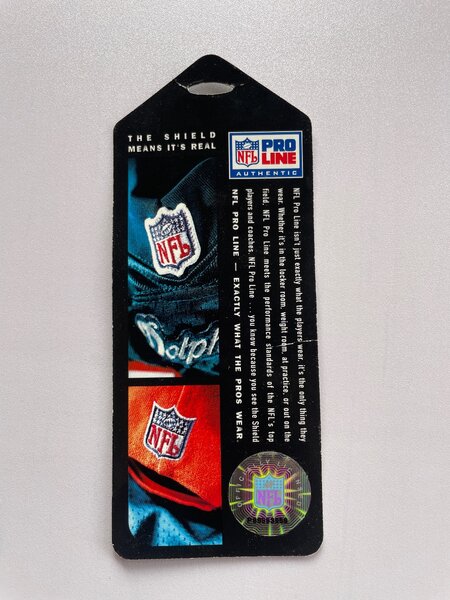 THE SHIELD
MEANS IT'S REAL
NFL
PRO
LINE
AUTHENTIC
NFL Pro Line isn't just exactly what the players wear, it's the only thing they
wear. Whether it's in the locker room, weight room, at practice, or out on the
field, NFL Pro Line meets the performance standards of the NFL's top
players and coaches. NFL Pro Line ... you know because you see the Shield
NFL PRO LINE — EXACTLY WHAT THE PROS WEAR.
NFL
Dolph
NFL
NFL